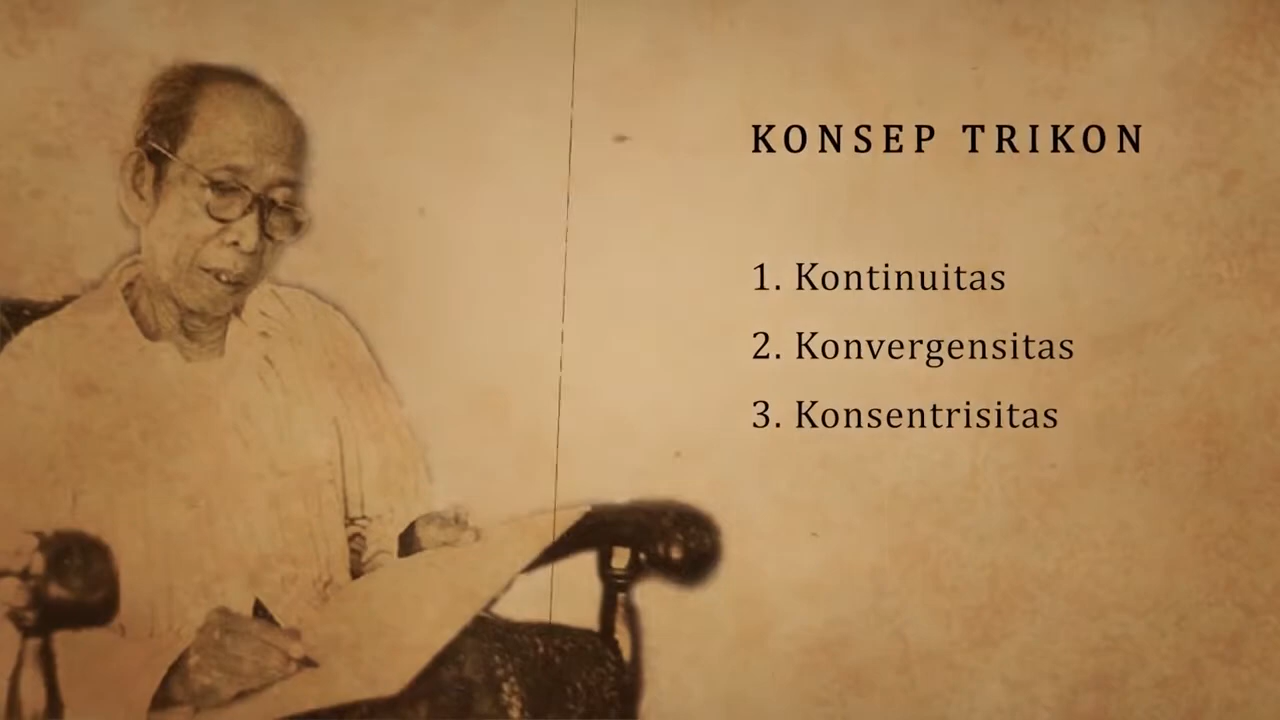 KONSEP TRIKON
1. Kontinuitas
2. Konvergensitas
3. Konsentrisitas